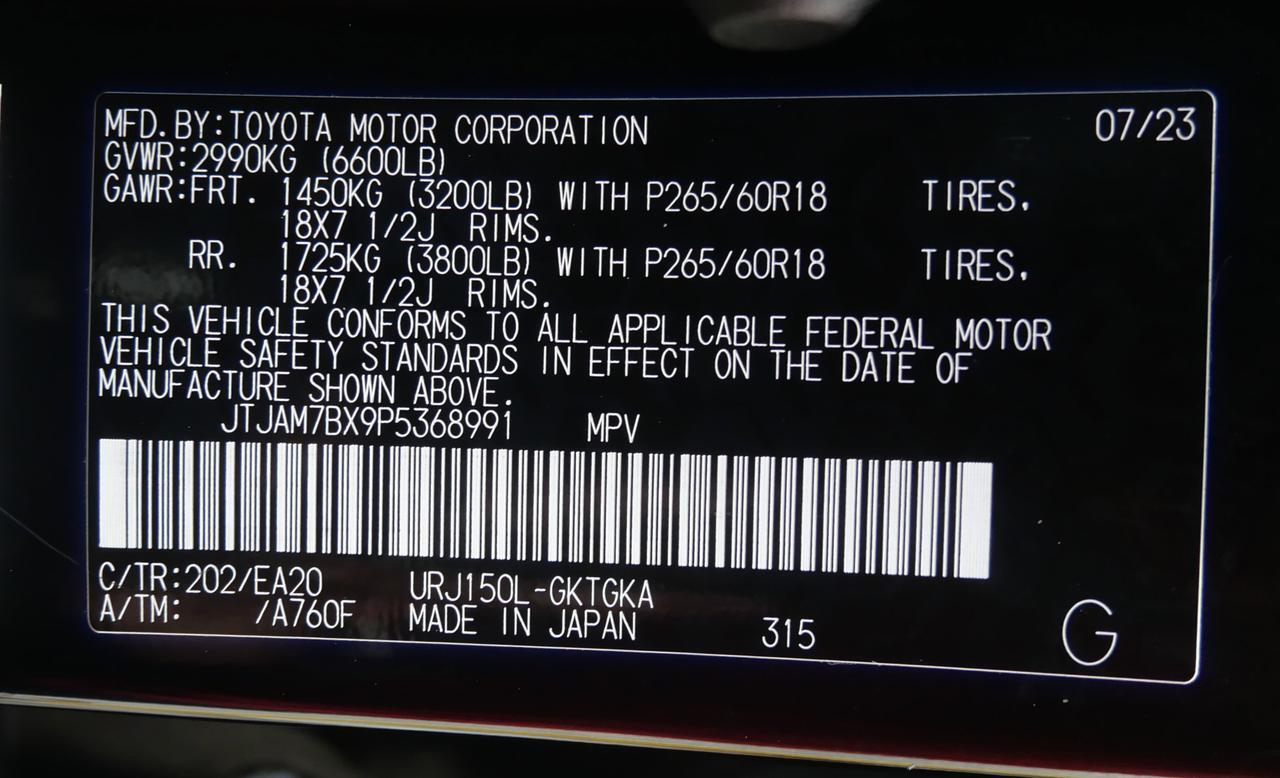 MFD.BY:TOYOTA MOTOR CORPORATION 07/23
GVWR:2990KG (6600LB)
GAWR:FRT. 1450KG (3200LB) WITH P265/60R18 TIRES.
18X7 1/2J RIMS.
RR. 1725KG (3800LB) WITH P265/60R18 TIRES.
18X7 1/2J RIMS.
THIS VEHICLE CONFORMS TO ALL APPLICABLE FEDERAL MOTOR
VEHICLE SAFETY STANDARDS IN EFFECT ON THE DATE OF
MANUFACTURE SHOWN ABOVE.
JTJAM7BX9P5368991 MPV
C/TR:202/EA20 URJ150L-GKTGKA
A/TM: /A760F MADE IN JAPAN 315 G